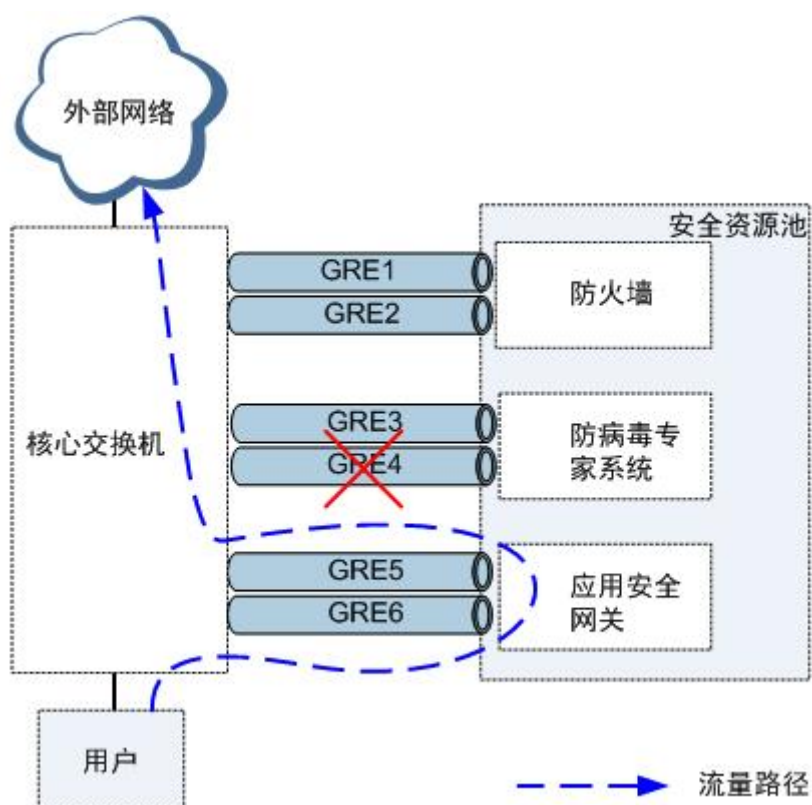 外部网络
安全资源池
GRE1
GRE2
防火墙
GRE3
GRE4
核心交换机
防病毒专
家系统
GRE5
GRE6
应用安全
网关
用户
流量路径